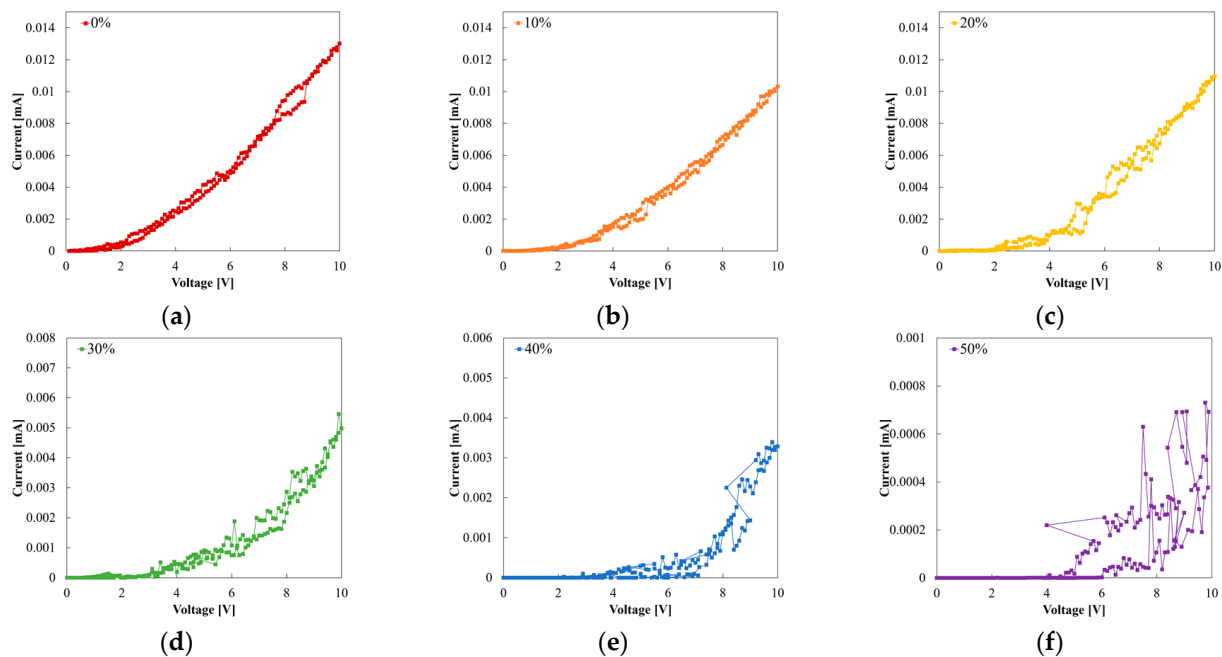 0%
Current [mA]
0.014
0.012
0.01
0.008
0.006
0.004
0.002
0
0 2 4 6 8 10
Voltage [V]
(a)
10%
Current [mA]
0.014
0.012
0.01
0.008
0.006
0.004
0.002
0
0 2 4 6 8 10
Voltage [V]
(b)
20%
Current [mA]
0.014
0.012
0.01
0.008
0.006
0.004
0.002
0
0 2 4 6 8 10
Voltage [V]
(c)
30%
Current [mA]
0.008
0.007
0.006
0.005
0.004
0.003
0.002
0.001
0
0 2 4 6 8 10
Voltage [V]
(d)
40%
Current [mA]
0.006
0.005
0.004
0.003
0.002
0.001
0
0 2 4 6 8 10
Voltage [V]
(e)
50%
Current [mA]
0.001
0.0008
0.0006
0.0004
0.0002
0
0 2 4 6 8 10
Voltage [V]
(f)